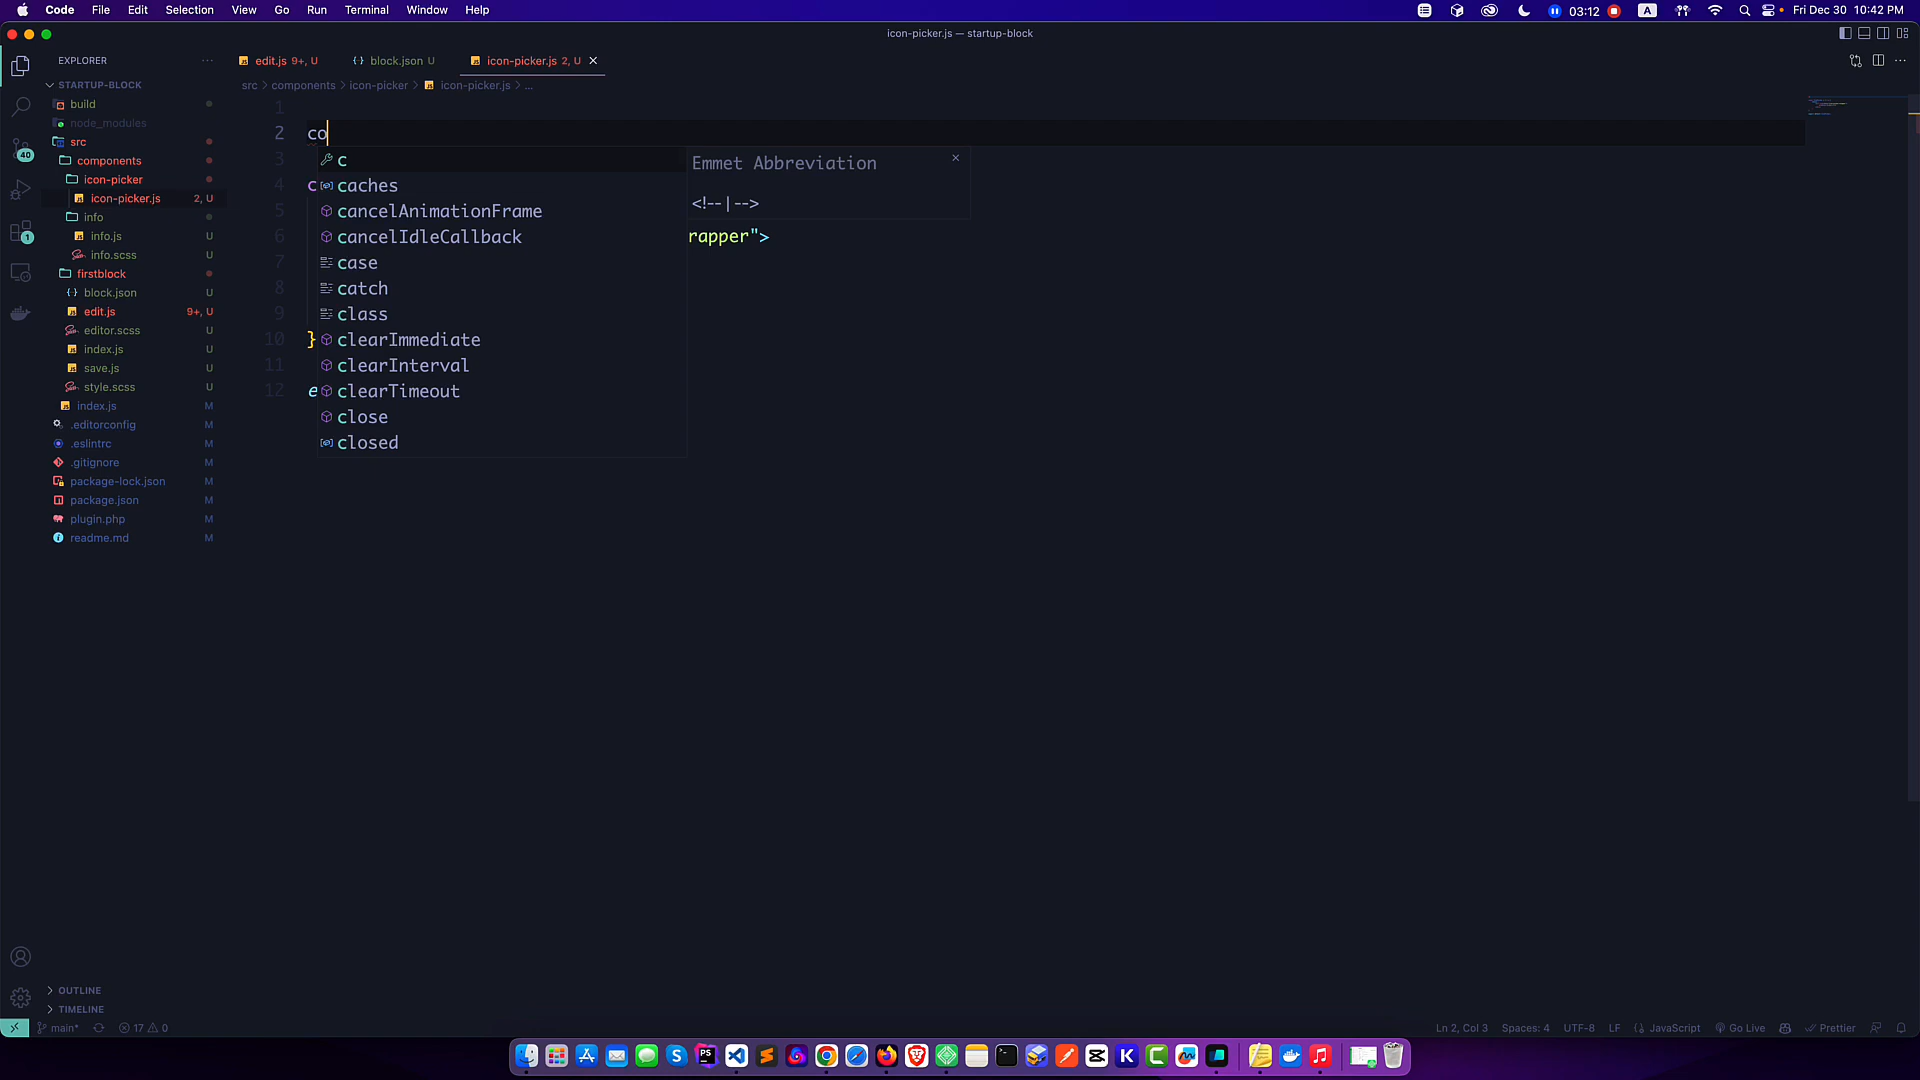 Code File Edit Selection View Go Run Terminal Window Help 03:12 A Fri Dec 30 10:42 PM
icon-picker.js — startup-block
EXPLORER
edit.js 9+, U
block.json U
icon-picker.js 2, U
src > components > icon-picker > icon-picker.js > ...
STARTUP-BLOCK
build
node_modules
src
components
icon-picker
icon-picker.js 2, U
info
info.js U
info.scss U
firstblock
block.json U
edit.js 9+, U
editor.scss U
index.js U
save.js U
style.scss U
index.js M
.editorconfig M
.eslintrc M
.gitignore M
package-lock.json M
package.json M
plugin.php M
readme.md M
40
1
1
2 co
3
4 c
5
6 rapper">
7
8
9
10 }
11
12 e
c
caches
cancelAnimationFrame
cancelIdleCallback
case
catch
class
clearImmediate
clearInterval
clearTimeout
close
closed
Emmet Abbreviation
<!--|-->
OUTLINE
TIMELINE
main* 17 0 Ln 2, Col 3 Spaces: 4 UTF-8 LF JavaScript Go Live Prettier